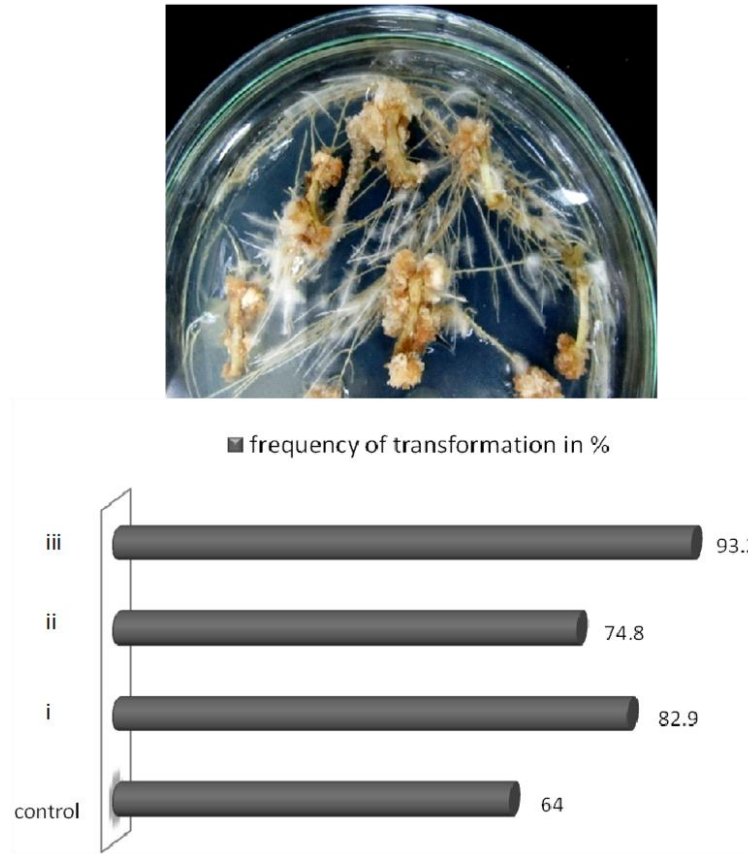 frequency of transformation in %
iii
ii
74.8
i
82.9
control
64